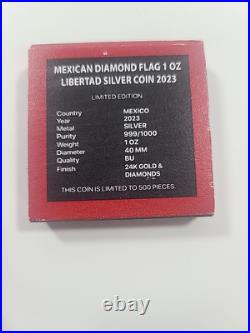 MEXICAN DIAMOND FLAG 1 OZ
LIBERTAD SILVER COIN 2023
LIMITED EDITION
Country MEXICO
Year 2023
Metal SILVER
Purity 999/1000
Weight 1 OZ
Diameter 40 MM
Quality BU
Finish 24K GOLD &
DIAMONDS
THIS COIN IS LIMITED TO 500 PIECES.
thccoin.com